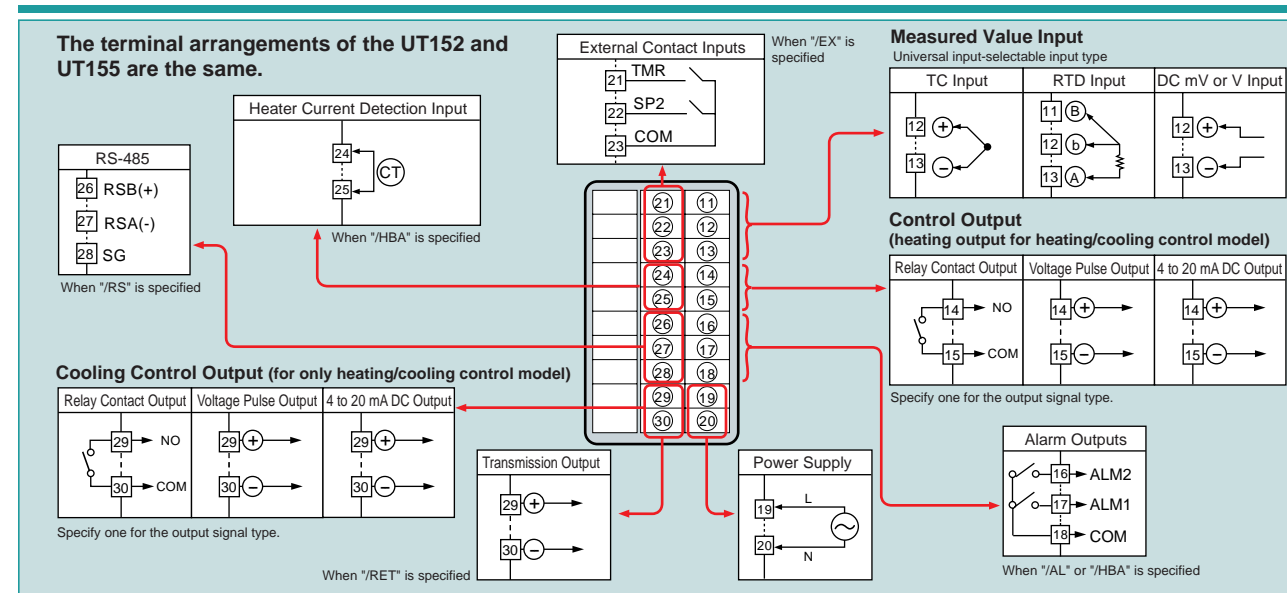 The terminal arrangements of the UT152 and
UT155 are the same.
External Contact Inputs
When "/EX" is
specified
21 TMR
22 SP2
23 COM
Measured Value Input
Universal input-selectable input type
TC Input
12 +
13 −
RTD Input
11 B
12 b
13 A
DC mV or V Input
12 +
13 −
Heater Current Detection Input
24
25
CT
When "/HBA" is specified
RS-485
26 RSB(+)
27 RSA(-)
28 SG
When "/RS" is specified
21 11
22 12
23 13
24 14
25 15
26 16
27 17
28 18
29 19
30 20
Control Output
(heating output for heating/cooling control model)
Relay Contact Output
14 NO
15 COM
Voltage Pulse Output
14 +
15 −
4 to 20 mA DC Output
14 +
15 −
Specify one for the output signal type.
Cooling Control Output (for only heating/cooling control model)
Relay Contact Output
29 NO
30 COM
Voltage Pulse Output
29 +
30 −
4 to 20 mA DC Output
29 +
30 −
Specify one for the output signal type.
Transmission Output
29 +
30 −
When "/RET" is specified
Power Supply
19 L
20 N
Alarm Outputs
16 ALM2
17 ALM1
18 COM
When "/AL" or "/HBA" is specified